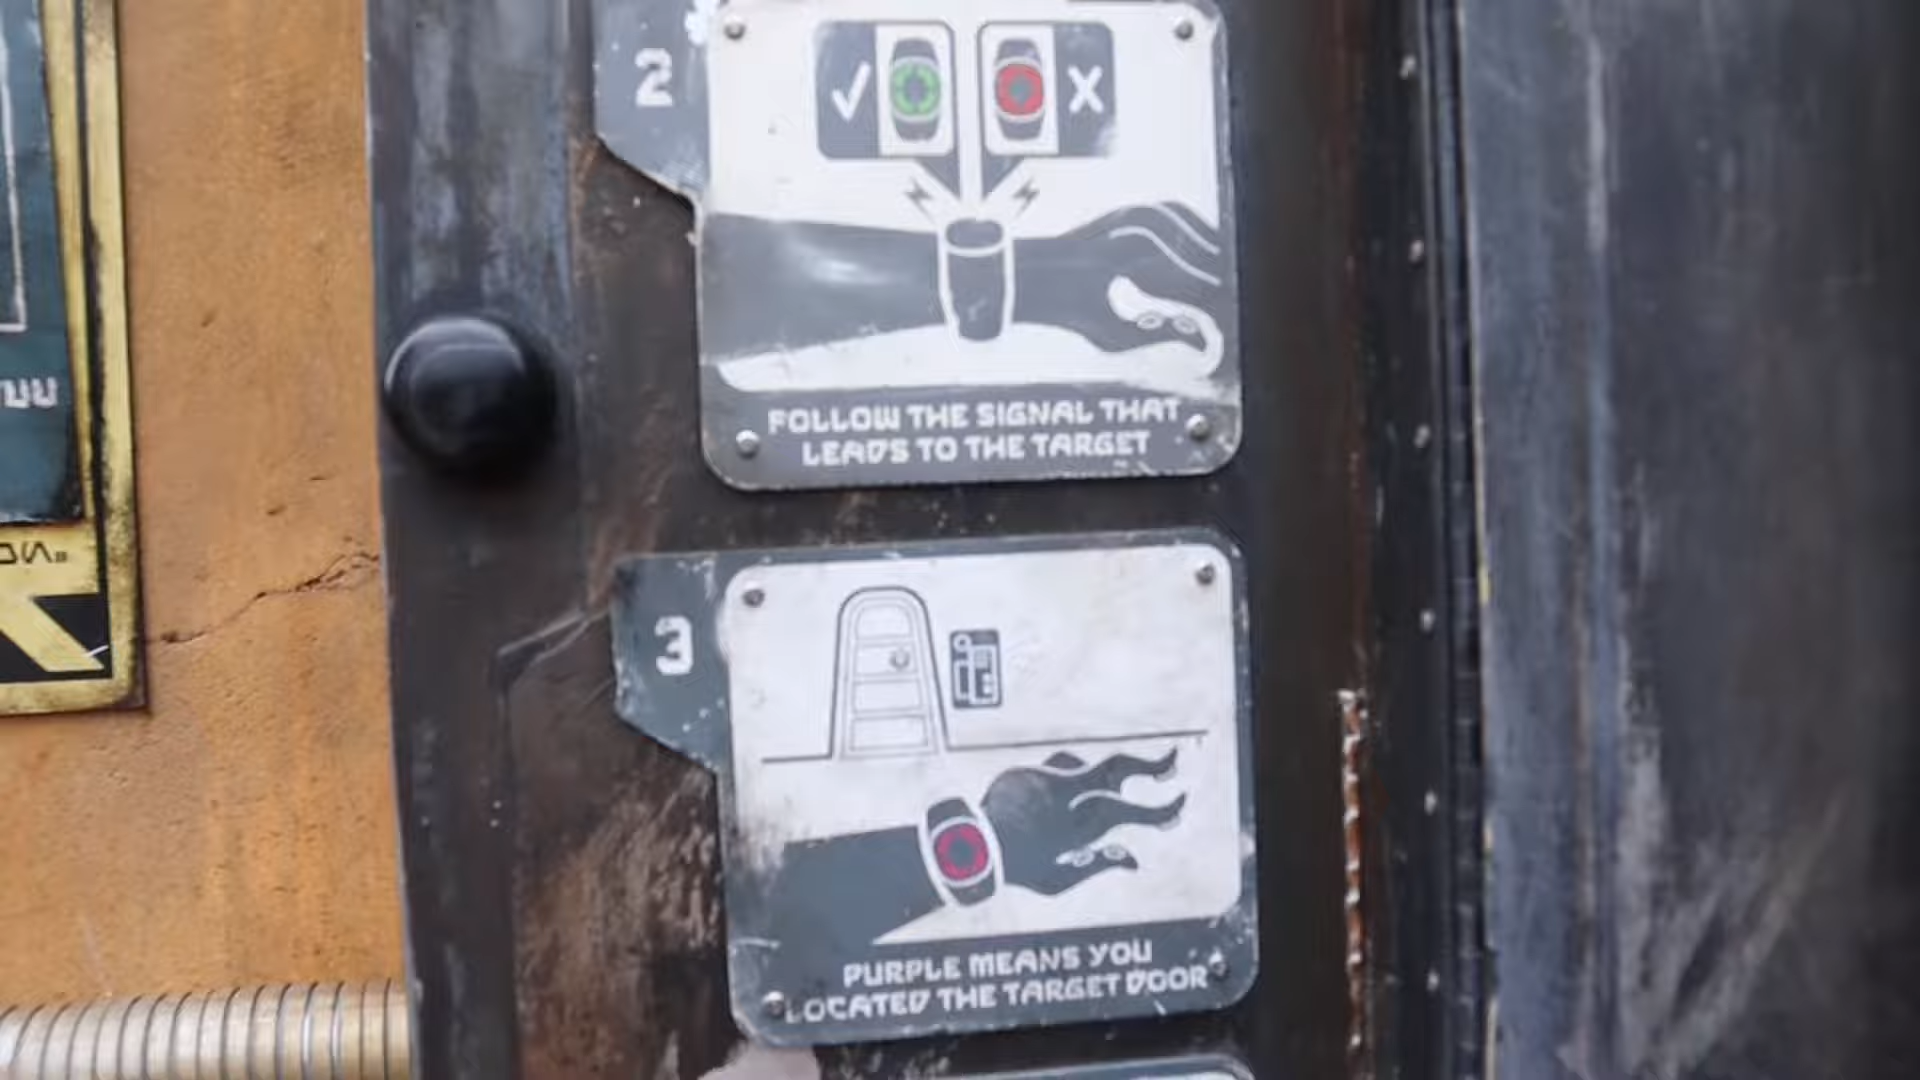 2
FOLLOW THE SIGNAL THAT
LEADS TO THE TARGET
3
PURPLE MEANS YOU
LOCATED THE TARGET DOOR